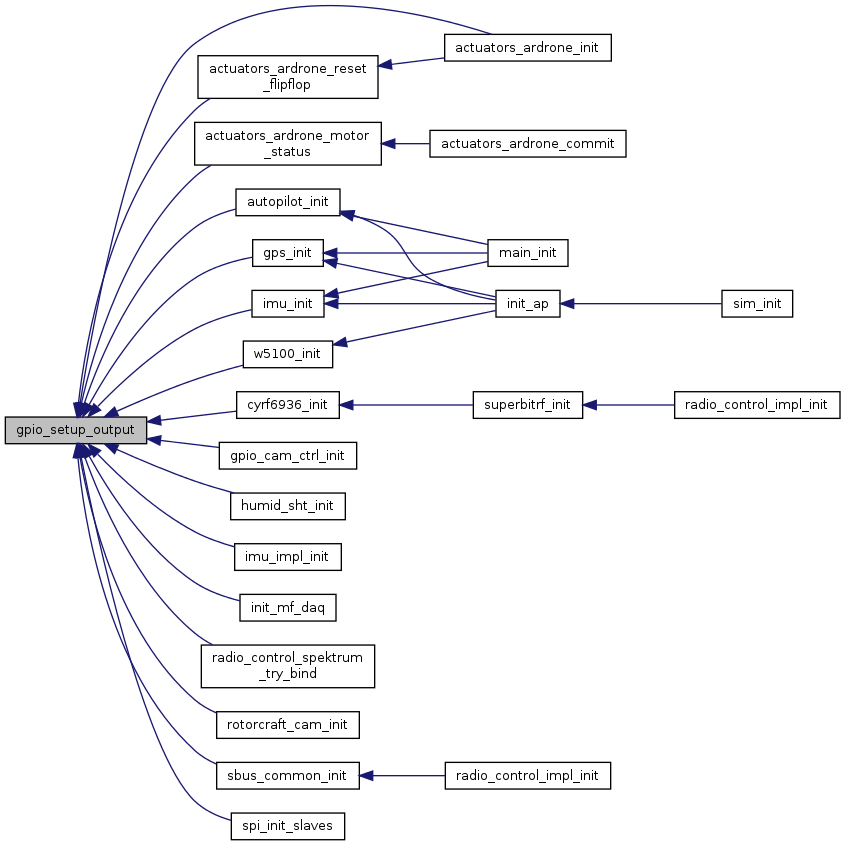 actuators_ardrone_init
actuators_ardrone_reset
_flipflop
actuators_ardrone_motor
_status
actuators_ardrone_commit
autopilot_init
gps_init
main_init
imu_init
init_ap
sim_init
w5100_init
cyrf6936_init
superbitrf_init
radio_control_impl_init
gpio_setup_output
gpio_cam_ctrl_init
humid_sht_init
imu_impl_init
init_mf_daq
radio_control_spektrum
_try_bind
rotorcraft_cam_init
sbus_common_init
radio_control_impl_init
spi_init_slaves